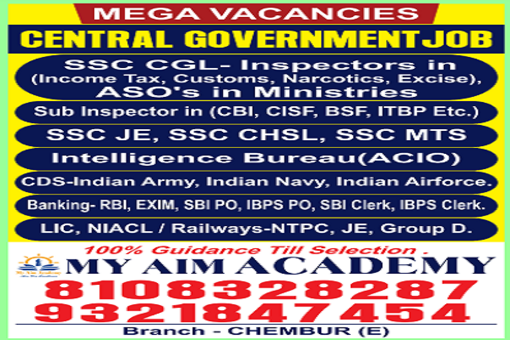 MEGA VACANCIES
CENTRAL GOVERNMENT JOB
SSC CGL- Inspectors in
(Income Tax, Customs, Narcotics, Excise),
ASO's in Ministries
Sub Inspector in (CBI, CISF, BSF, ITBP Etc.)
SSC JE, SSC CHSL, SSC MTS
Intelligence Bureau(ACIO)
CDS-Indian Army, Indian Navy, Indian Airforce.
Banking- RBI, EXIM, SBI PO, IBPS PO, SBI Clerk, IBPS Clerk.
LIC, NIACL / Railways-NTPC, JE, Group D.
100% Guidance Till Selection .
MY AIM ACADEMY
8108328287
9321847454
Branch - CHEMBUR (E)